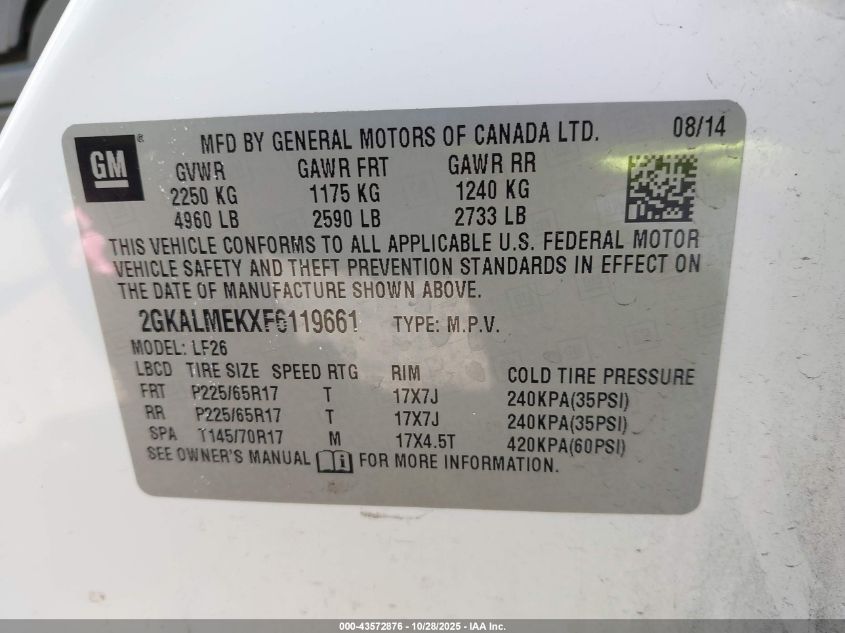 GM ® MFD BY GENERAL MOTORS OF CANADA LTD. 08/14
GVWR GAWR FRT GAWR RR
2250 KG 1175 KG 1240 KG
4960 LB 2590 LB 2733 LB
THIS VEHICLE CONFORMS TO ALL APPLICABLE U.S. FEDERAL MOTOR
VEHICLE SAFETY AND THEFT PREVENTION STANDARDS IN EFFECT ON
THE DATE OF MANUFACTURE SHOWN ABOVE.
2GKALMEKXF6119661 TYPE: M.P.V.
MODEL: LF26
LBCD TIRE SIZE SPEED RTG RIM COLD TIRE PRESSURE
FRT P225/65R17 T 17X7J 240KPA(35PSI)
RR P225/65R17 T 17X7J 240KPA(35PSI)
SPA T145/70R17 M 17X4.5T 420KPA(60PSI)
SEE OWNER'S MANUAL FOR MORE INFORMATION.
000-43572876 - 10/28/2025 - IAA Inc.